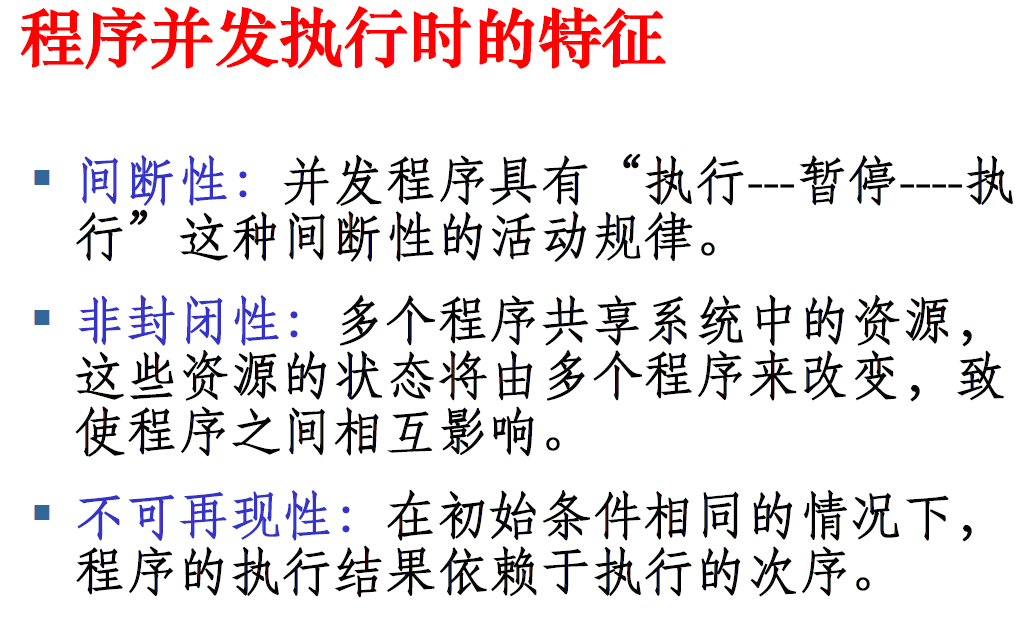 程序并发执行时的特征
间断性：并发程序具有“执行---暂停----执
行”这种间断性的活动规律。
非封闭性：多个程序共享系统中的资源，
这些资源的状态将由多个程序来改变，致
使程序之间相互影响。
不可再现性：在初始条件相同的情况下，
程序的执行结果依赖于执行的次序。